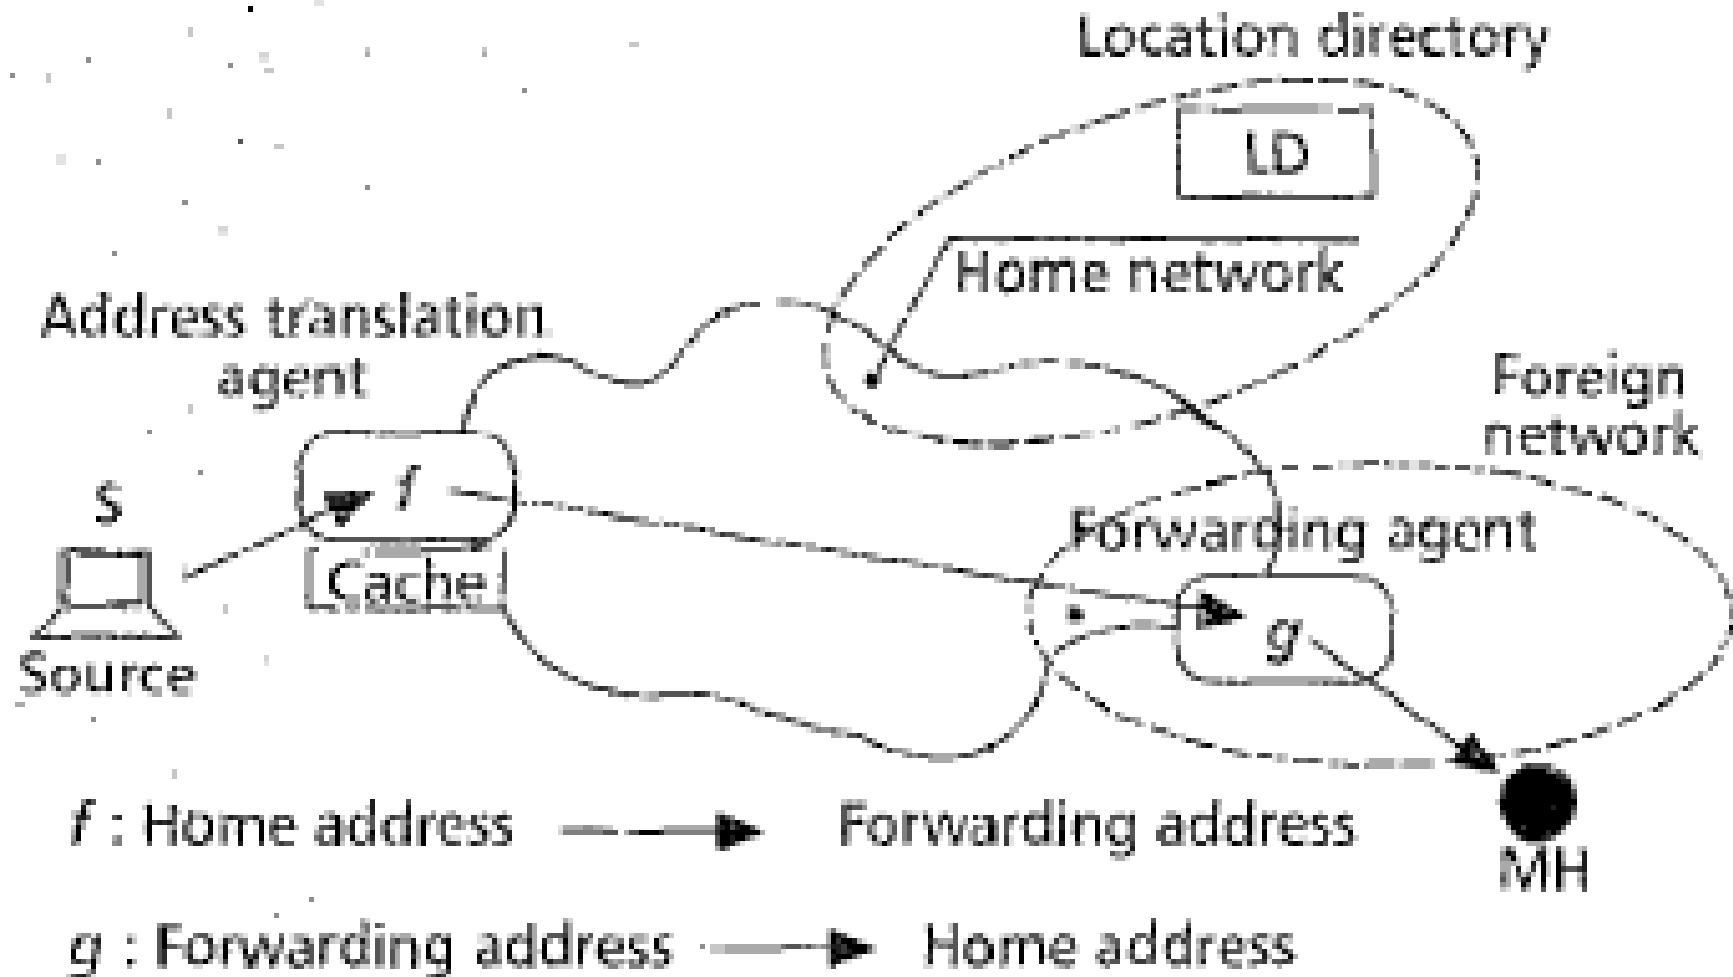 Location directory
LD
Home network
Address translation
agent
Foreign
network
S
f
Forwarding agent
Cache
g
Source
f : Home address
Forwarding address
MH
g : Forwarding address
Home address